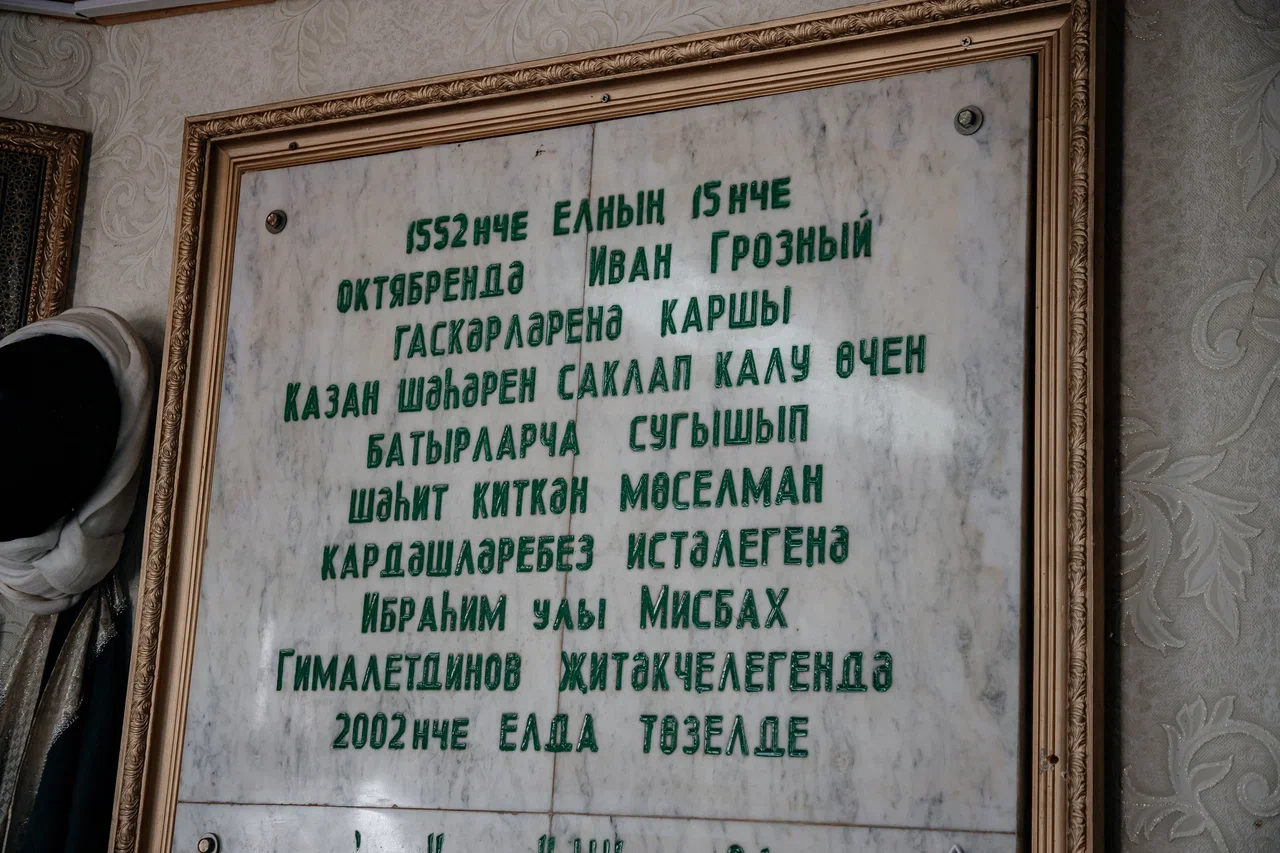 1552нче елның 15нче
октябрендә Иван Грозный
гаскәрләренә каршы
Казан шәһәрен саклап калу өчен
батырларча сугышып
шәһит киткән мөселман
кардәшләребез истәлегенә
Ибраһим улы Мисбах
Гималетдинов җитәкчелегендә
2002нче елда төзелде